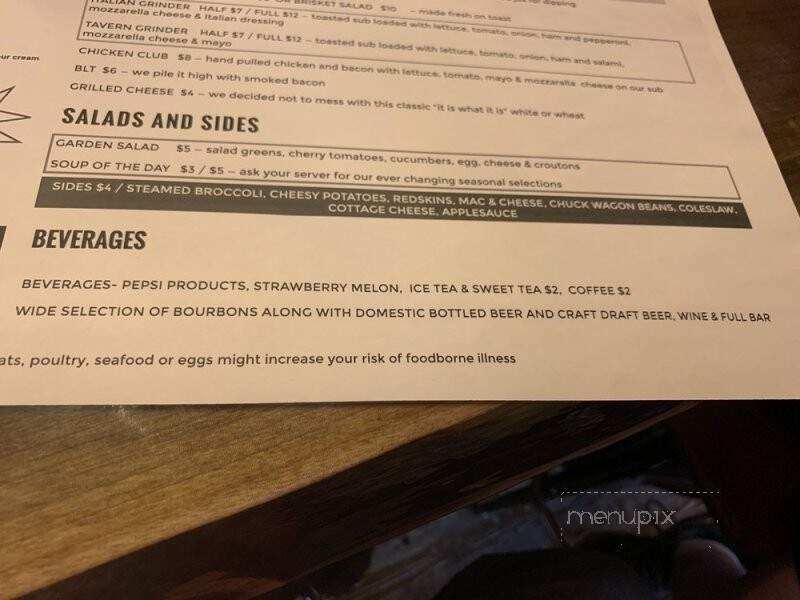 OR BRISKET SALAD $10 – made fresh on toast
for dipping
ITALIAN GRINDER HALF $7 / FULL $12 – toasted sub loaded with lettuce, tomato, onion, ham and pepperoni,
mozzarella cheese & Italian dressing
TAVERN GRINDER HALF $7 / FULL $12 – toasted sub loaded with lettuce, tomato, onion, ham and salami,
mozzarella cheese & mayo
CHICKEN CLUB $8 – hand pulled chicken and bacon with lettuce, tomato, mayo & mozzarella cheese on our sub
our cream
BLT $6 – we pile it high with smoked bacon
GRILLED CHEESE $4 – we decided not to mess with this classic "it is what it is" white or wheat
SALADS AND SIDES
GARDEN SALAD $5 – salad greens, cherry tomatoes, cucumbers, egg, cheese & croutons
SOUP OF THE DAY $3 / $5 – ask your server for our ever changing seasonal selections
SIDES $4 / STEAMED BROCCOLI, CHEESY POTATOES, REDSKINS, MAC & CHEESE, CHUCK WAGON BEANS, COLESLAW,
COTTAGE CHEESE, APPLESAUCE
BEVERAGES
BEVERAGES- PEPSI PRODUCTS, STRAWBERRY MELON, ICE TEA & SWEET TEA $2, COFFEE $2
WIDE SELECTION OF BOURBONS ALONG WITH DOMESTIC BOTTLED BEER AND CRAFT DRAFT BEER, WINE & FULL BAR
ats, poultry, seafood or eggs might increase your risk of foodborne illness
menupix